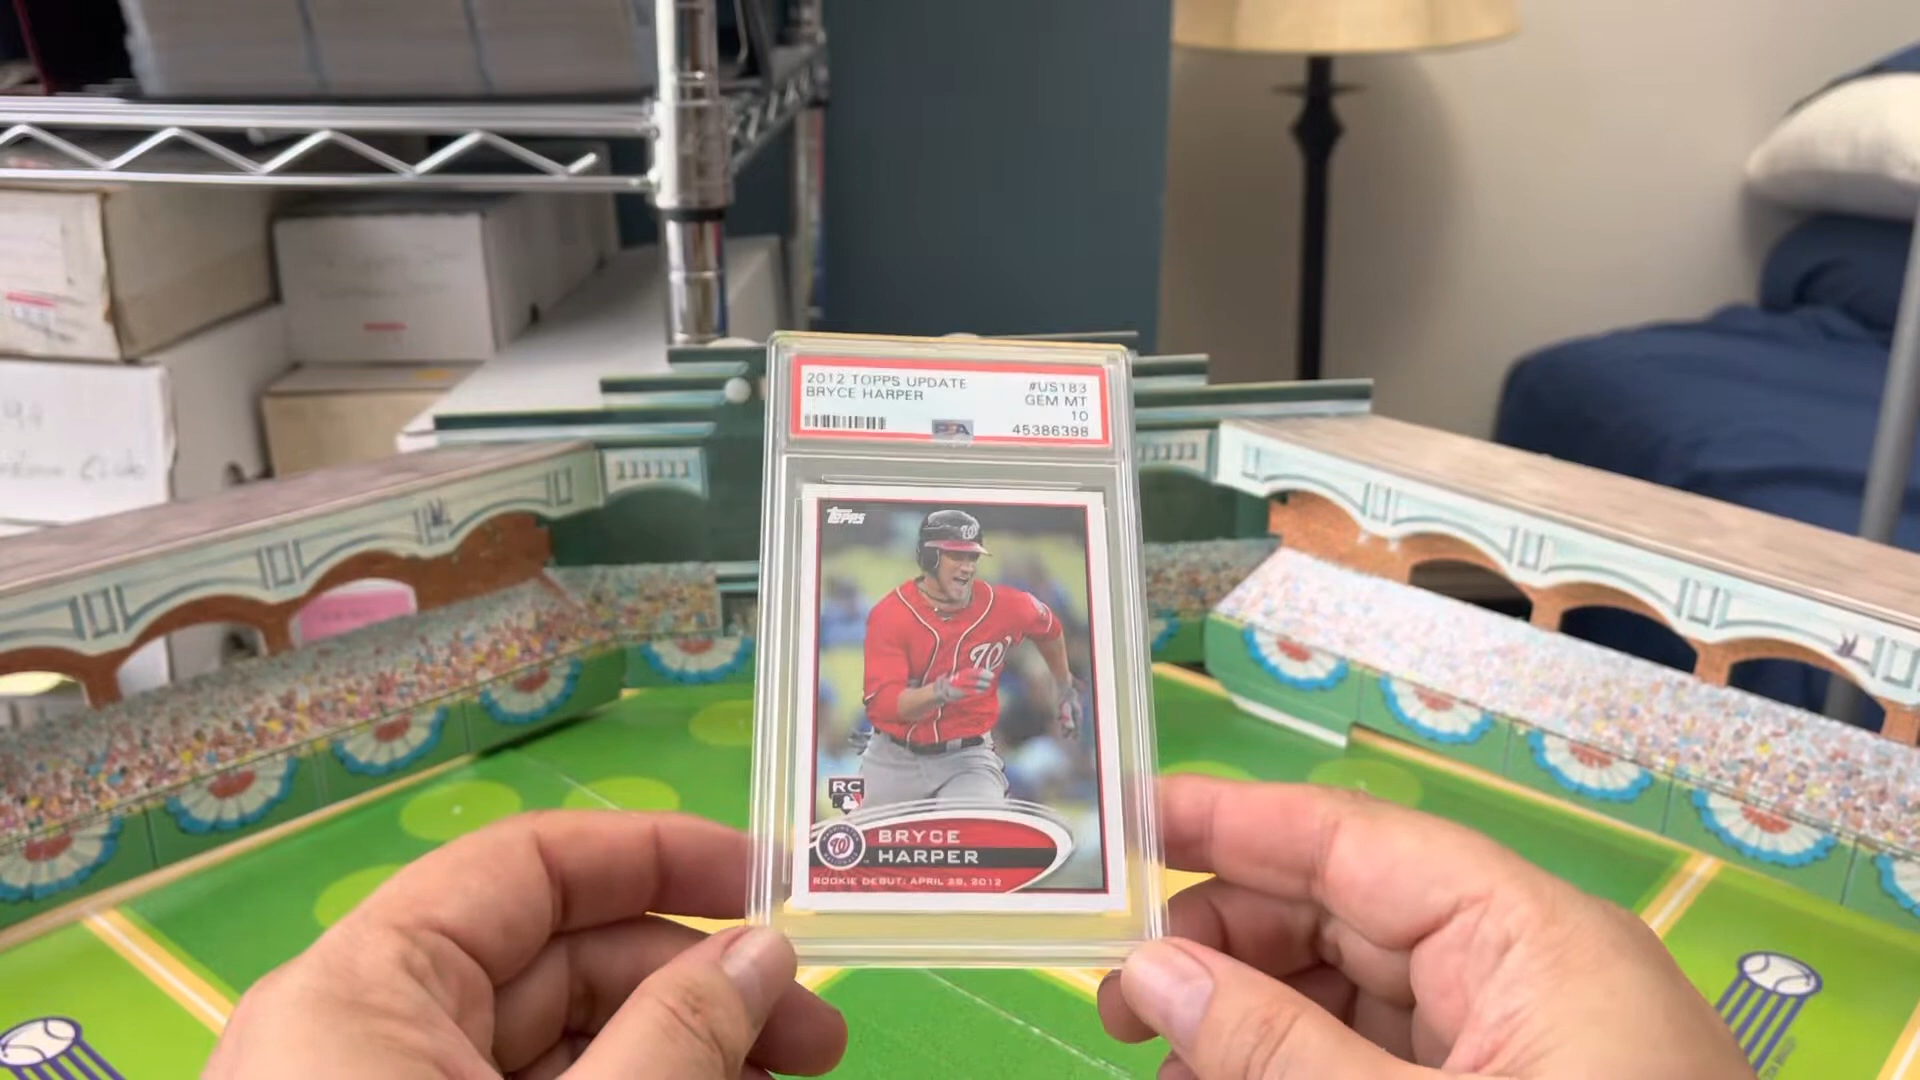 2012 TOPPS UPDATE #US183
BRYCE HARPER GEM MT
10
PSA 45386398
Topps
W
W
RC
W
BRYCE
HARPER
ROOKIE DEBUT: APRIL 28, 2012